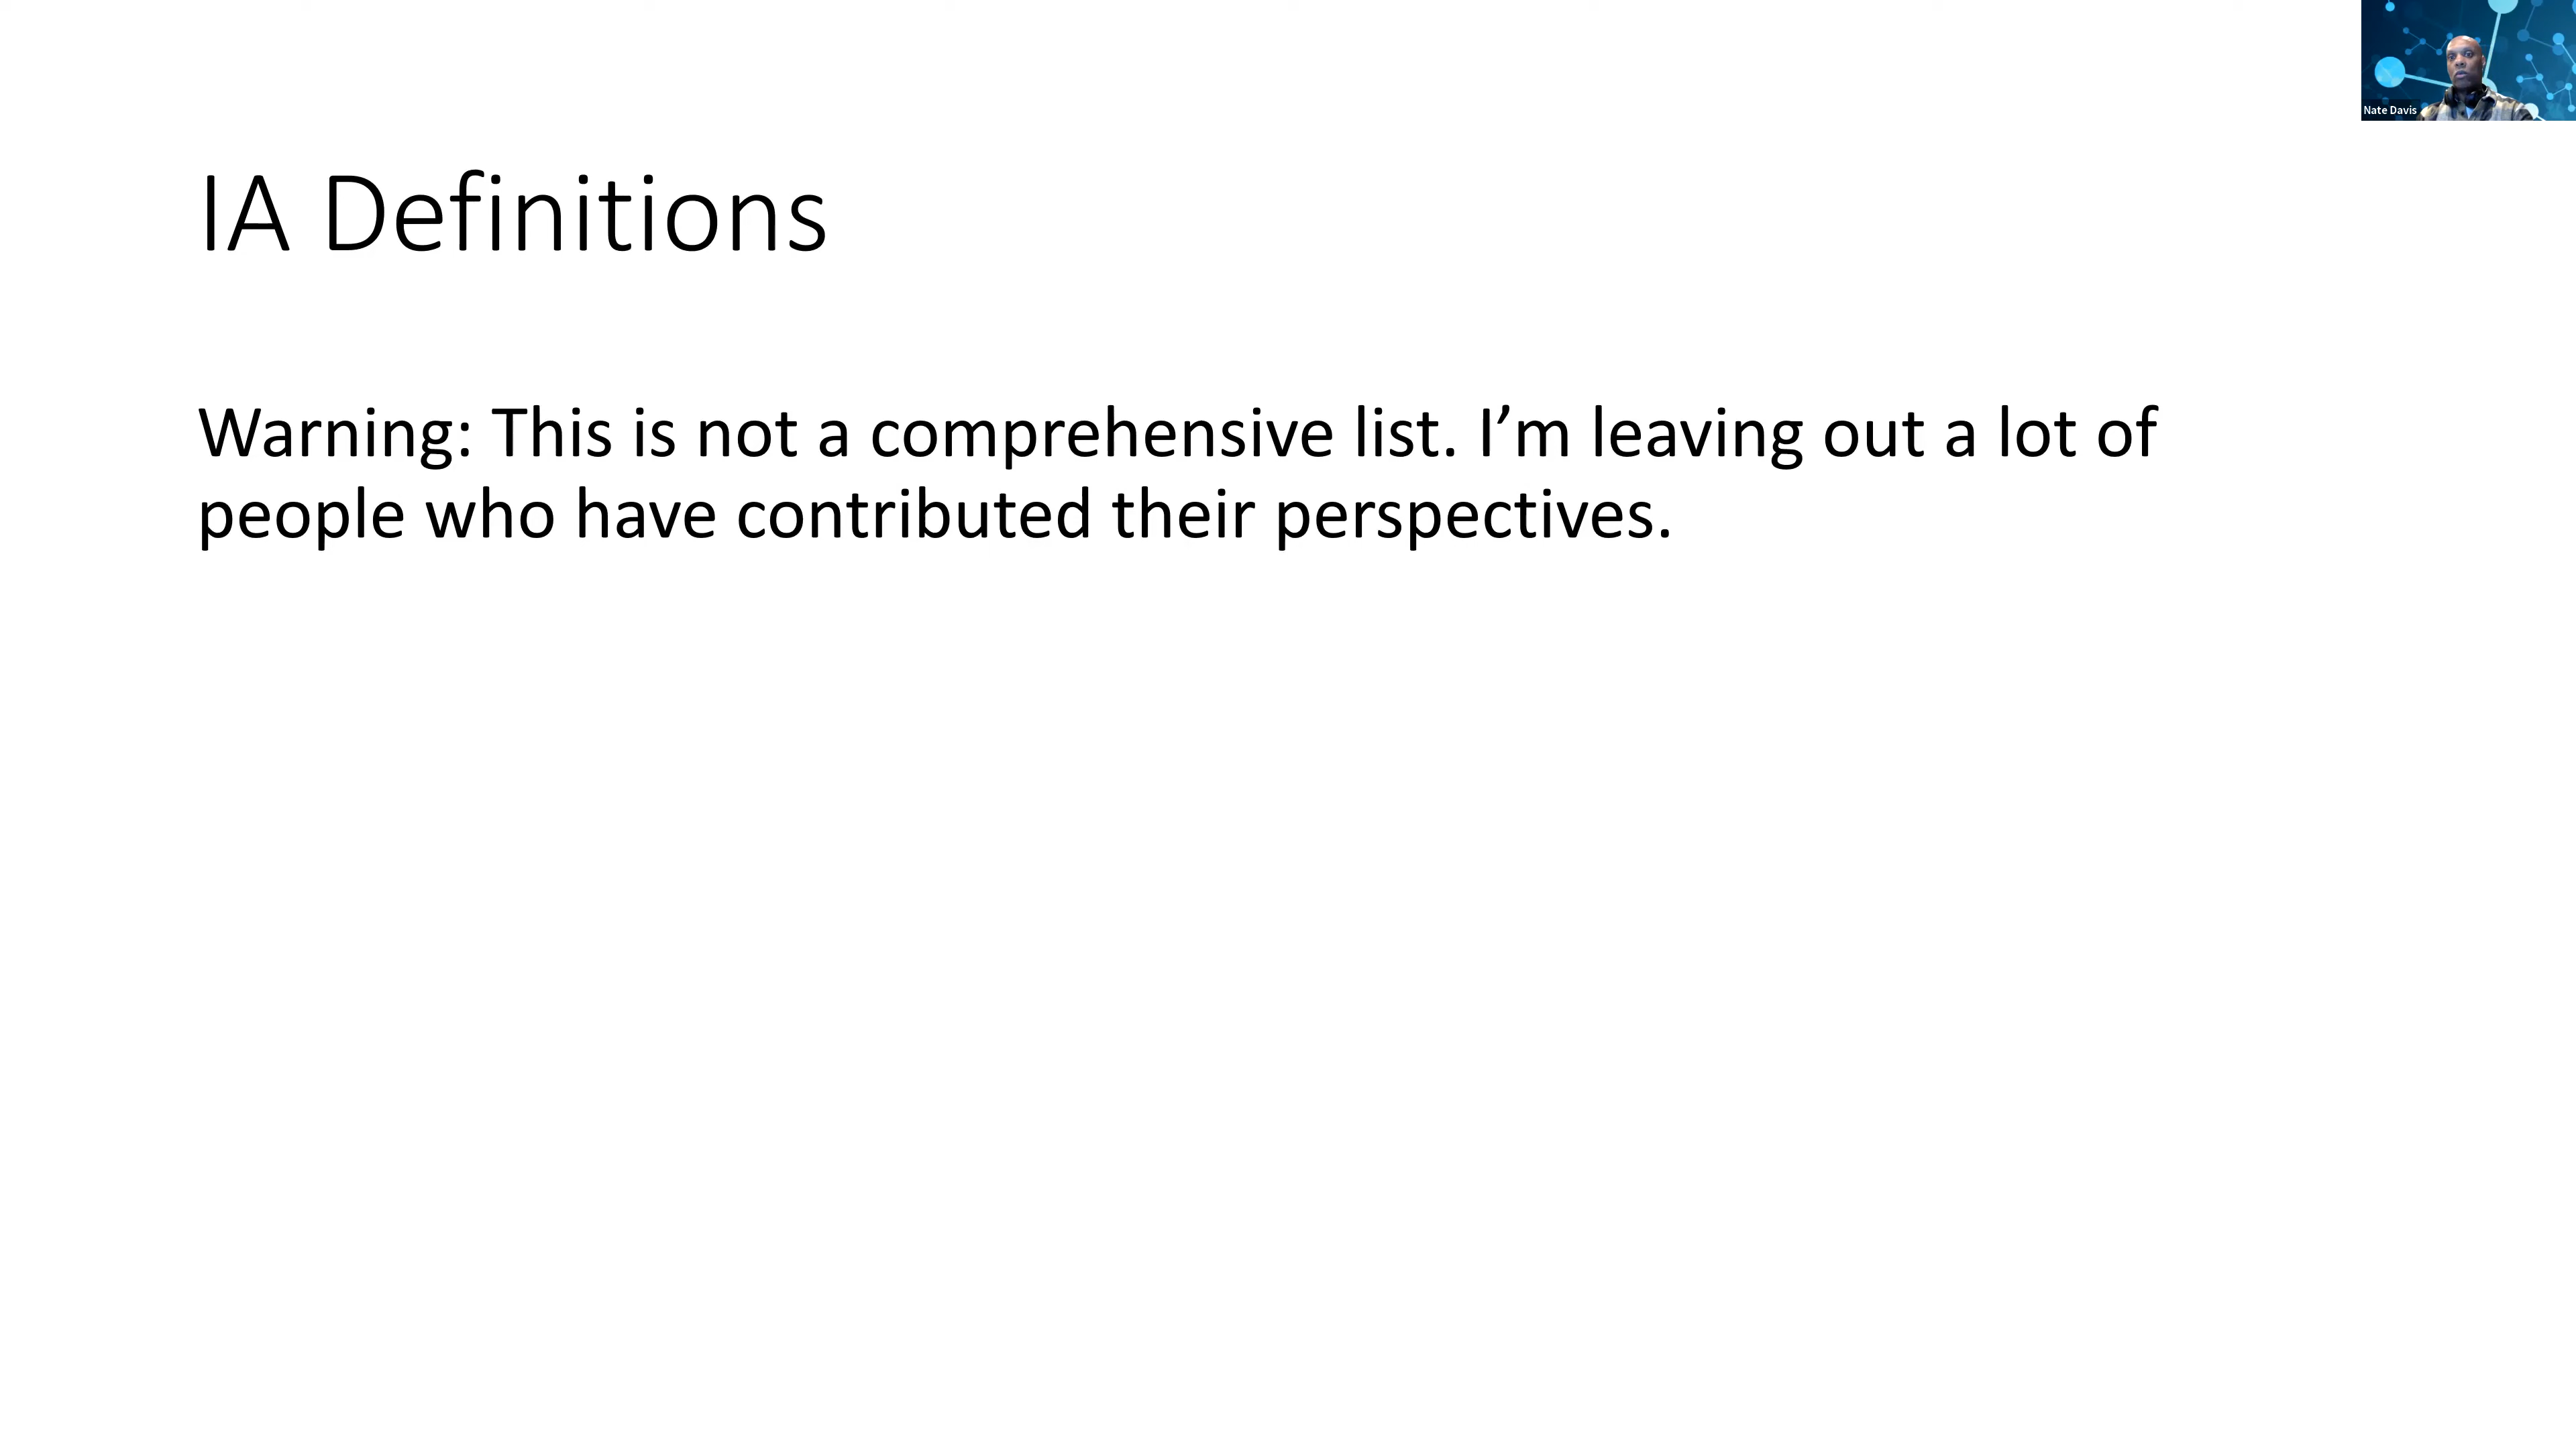 Nate Davis
IA Definitions
Warning: This is not a comprehensive list. I’m leaving out a lot of
people who have contributed their perspectives.